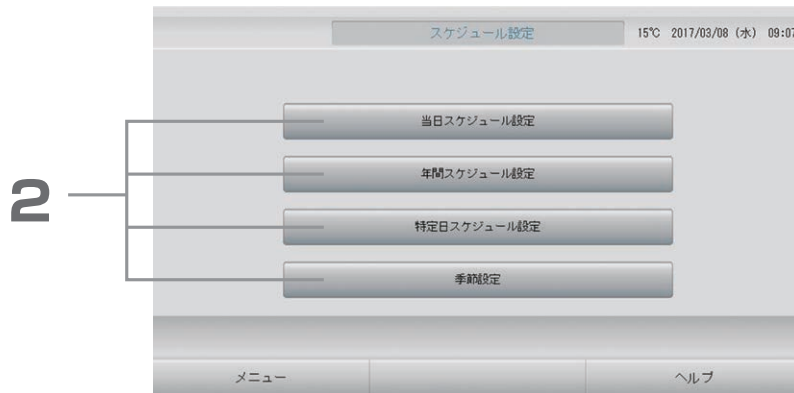 スケジュール設定 15℃ 2017/03/08 (水) 09:07
当日スケジュール設定
年間スケジュール設定
2
特定日スケジュール設定
季節設定
メニュー ヘルプ